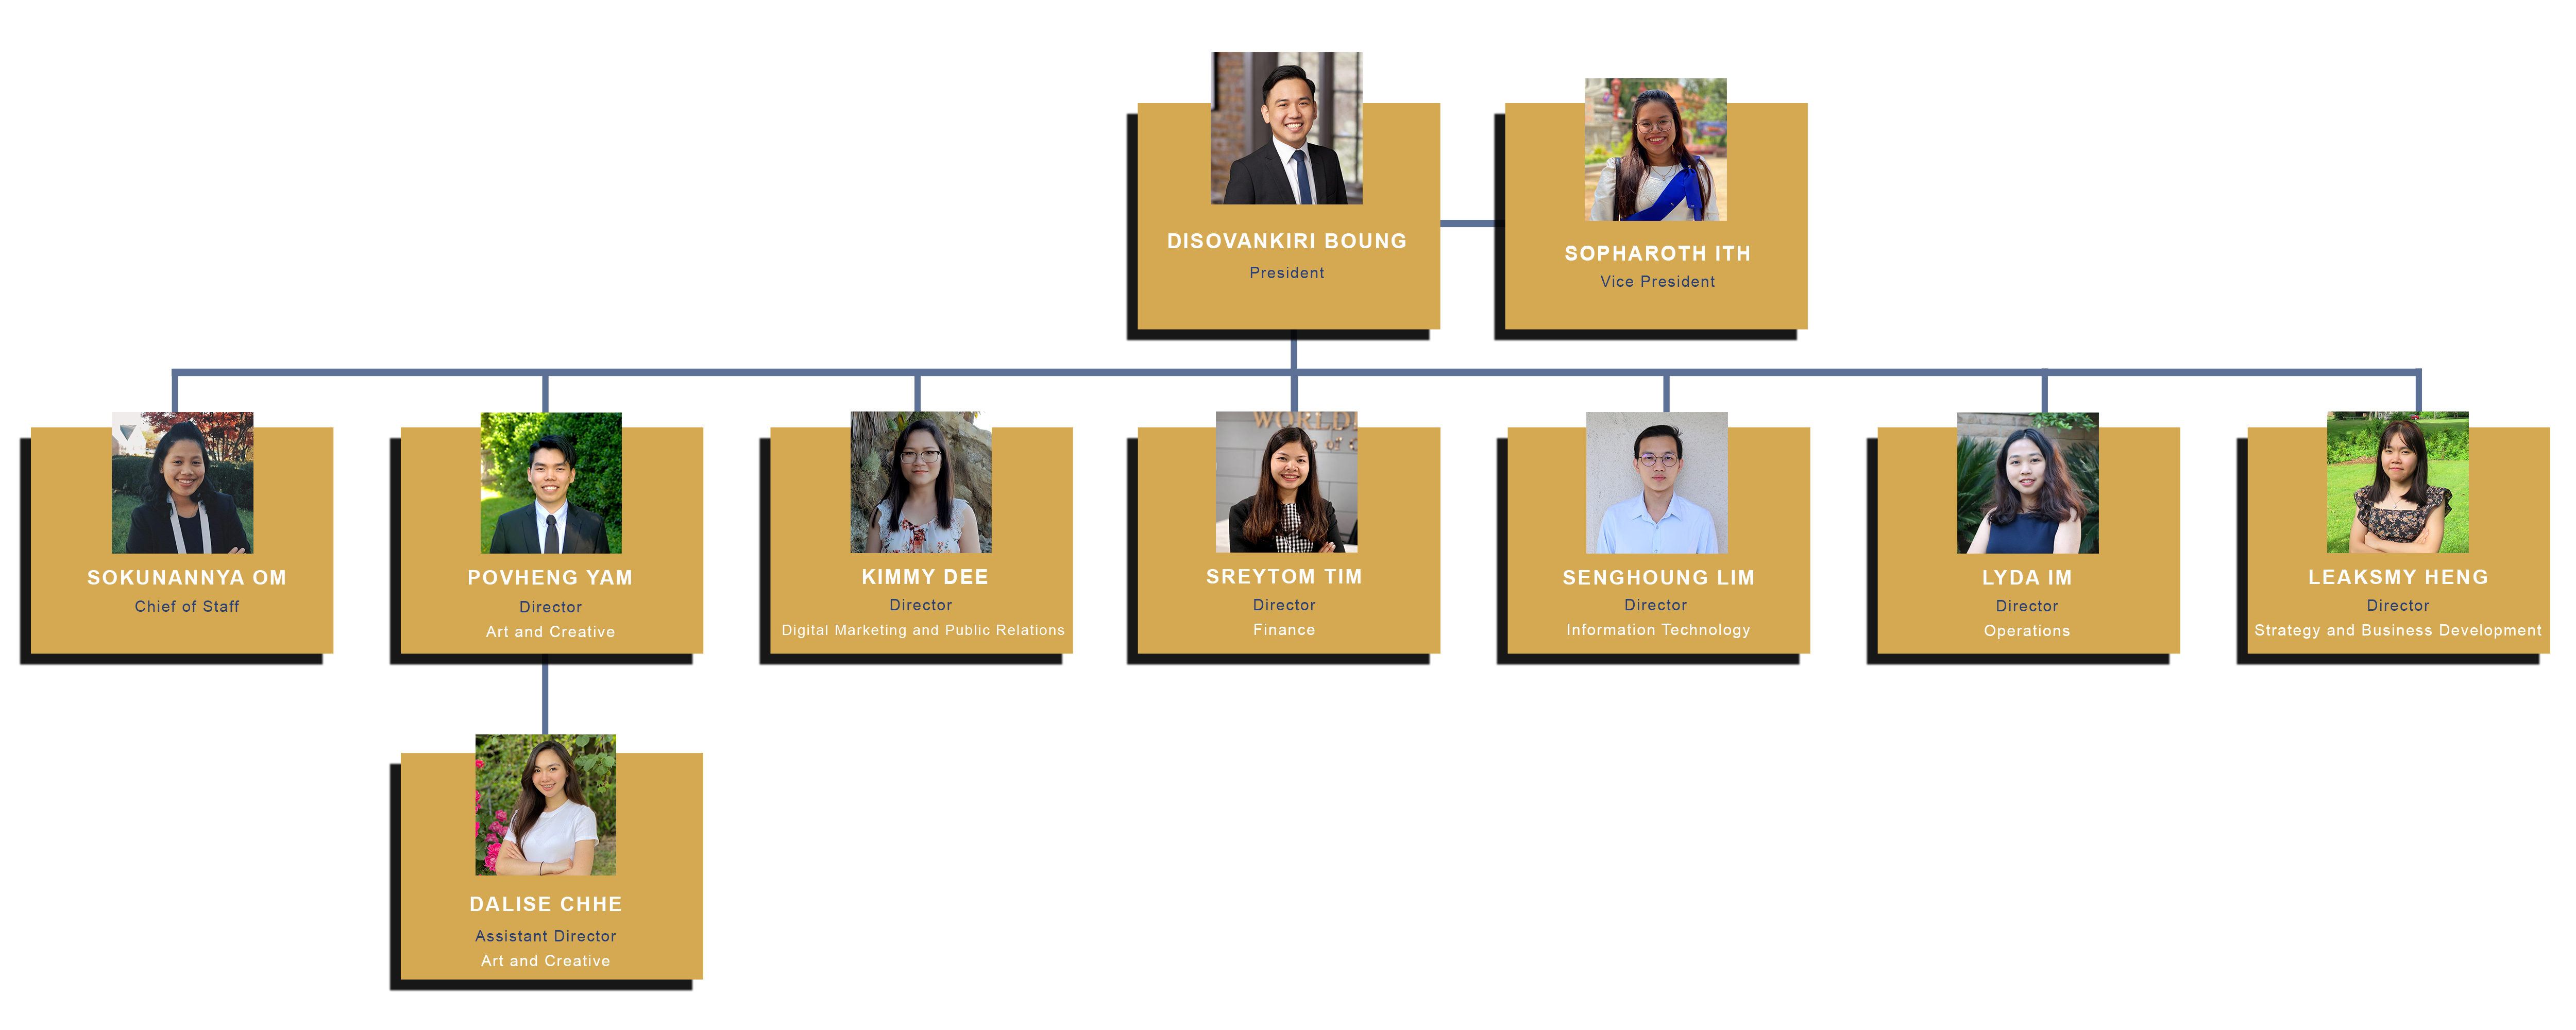 DISOVANKIRI BOUNG
President
SOPHAROTH ITH
Vice President
SOKUNANNYA OM
Chief of Staff
POVHENG YAM
Director
Art and Creative
KIMMY DEE
Director
Digital Marketing and Public Relations
WORLD
of
SREYTOM TIM
Director
Finance
SENGHOUNG LIM
Director
Information Technology
LYDA IM
Director
Operations
LEAKSMY HENG
Director
Strategy and Business Development
DALISE CHHE
Assistant Director
Art and Creative